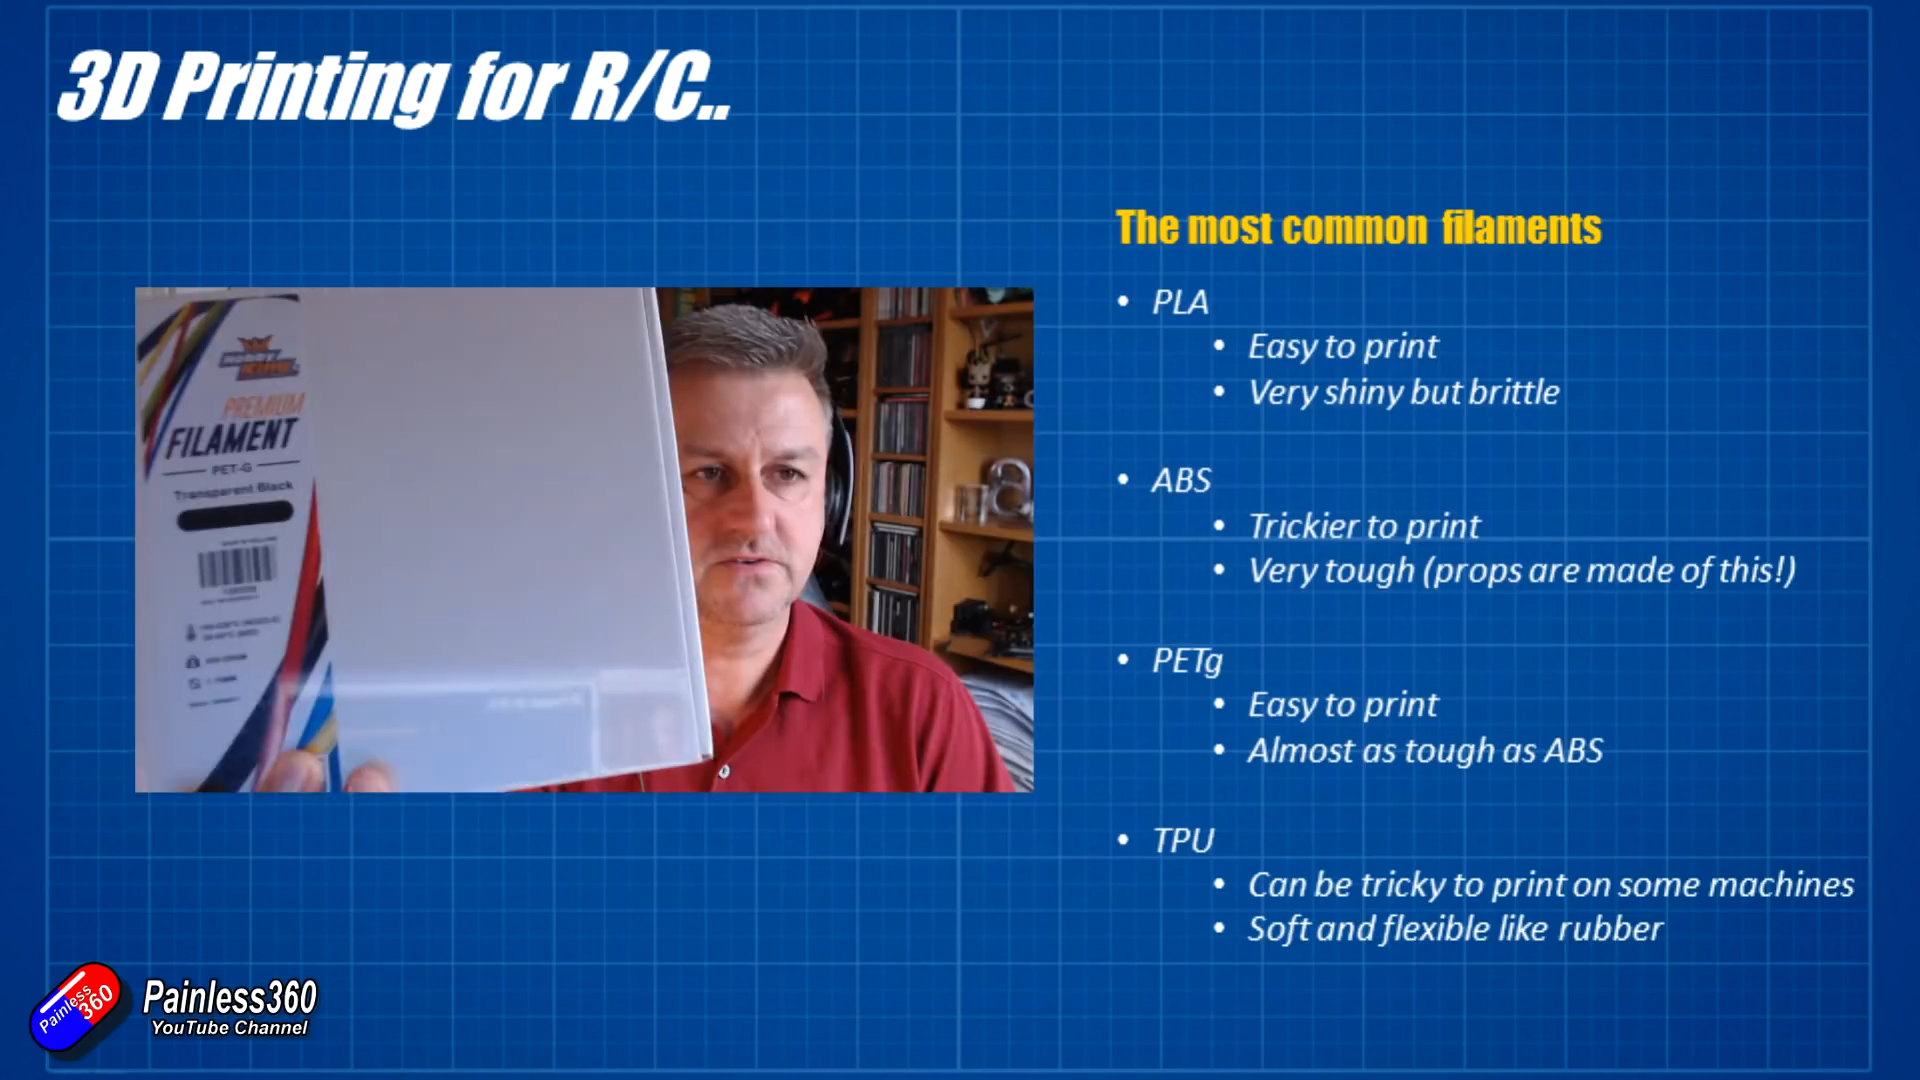 3D Printing for R/C..
The most common filaments
• PLA
• Easy to print
• Very shiny but brittle
• ABS
• Trickier to print
• Very tough (props are made of this!)
• PETg
• Easy to print
• Almost as tough as ABS
• TPU
• Can be tricky to print on some machines
• Soft and flexible like rubber
Hobby
King
PREMIUM
FILAMENT
PET-G
Transparent Black
Painless
360
Painless360
YouTube Channel